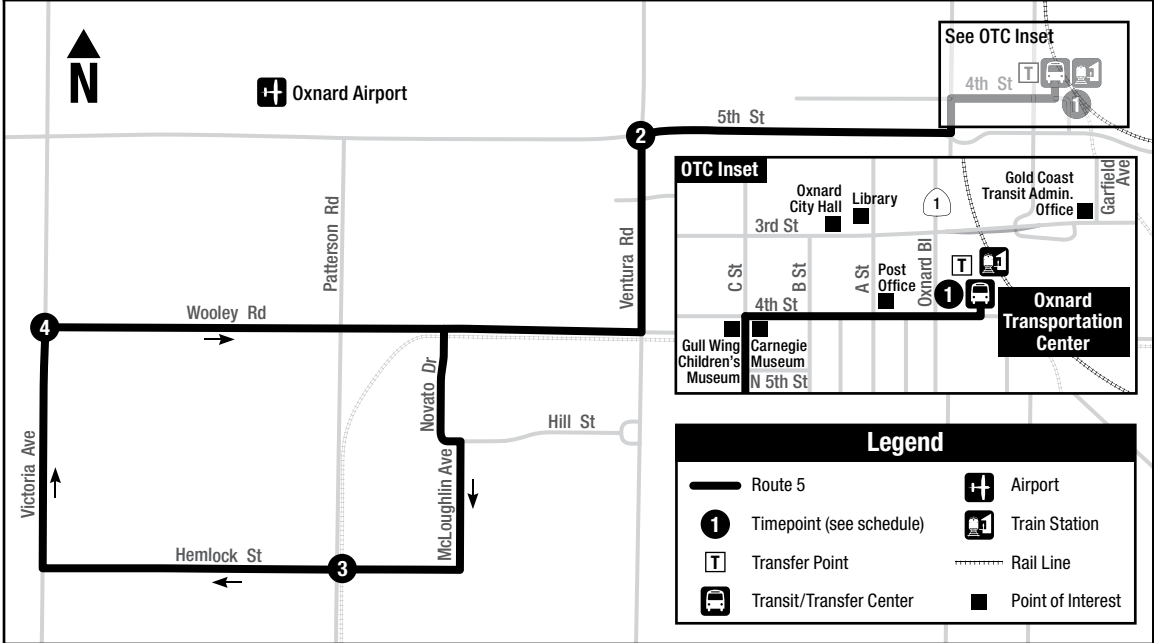 See OTC Inset
T
4th St
1
N
Oxnard Airport
5th St
2
OTC Inset
Oxnard
City Hall
Library
1
Gold Coast
Transit Admin.
Office
Garfield
Ave
3rd St
Patterson Rd
Ventura Rd
C St
B St
A St
Post
Office
Oxnard Bl
T
1
4th St
Oxnard
Transportation
Center
Gull Wing
Children's
Museum
Carnegie
Museum
N 5th St
4
Wooley Rd
Novato Dr
Hill St
Victoria Ave
McLoughlin Ave
Hemlock St
3
Legend
Route 5
Airport
1 Timepoint (see schedule)
Train Station
T Transfer Point
Rail Line
Transit/Transfer Center
Point of Interest